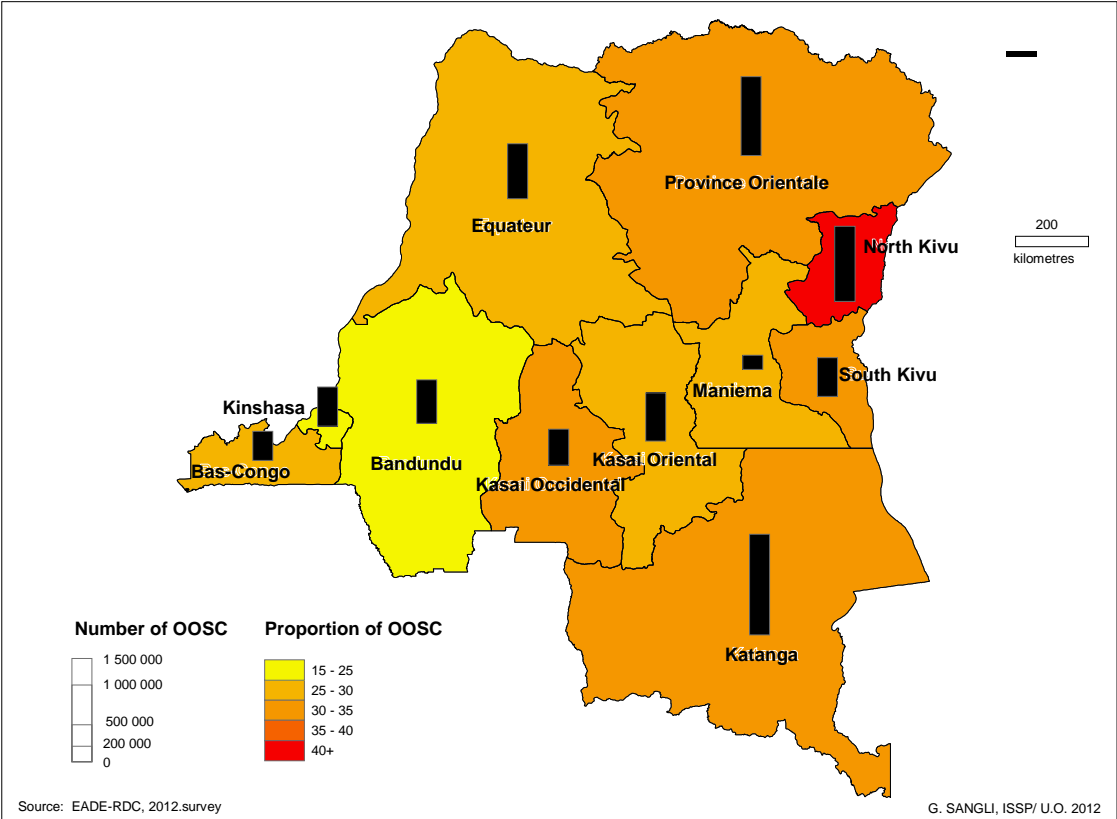 Province Orientale
Equateur
North Kivu
200
kilometres
South Kivu
Maniema
Kinshasa
Bas-Congo
Bandundu
Kasai Oriental
Kasai Occidental
Katanga
Number of OOSC
1 500 000
1 000 000
500 000
200 000
0
Proportion of OOSC
15 - 25
25 - 30
30 - 35
35 - 40
40+
Source: EADE-RDC, 2012.survey
G. SANGLI, ISSP/ U.O. 2012